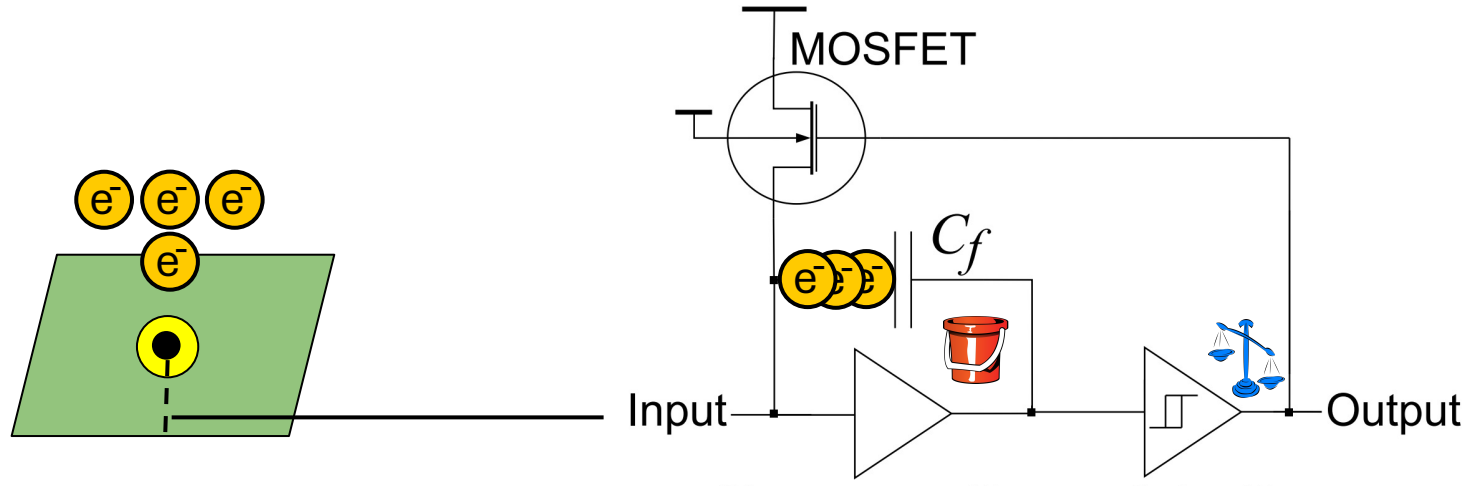 MOSFET
e⁻ e⁻ e⁻
e⁻
e⁻ e⁻ e⁻
C_f
Input
Output